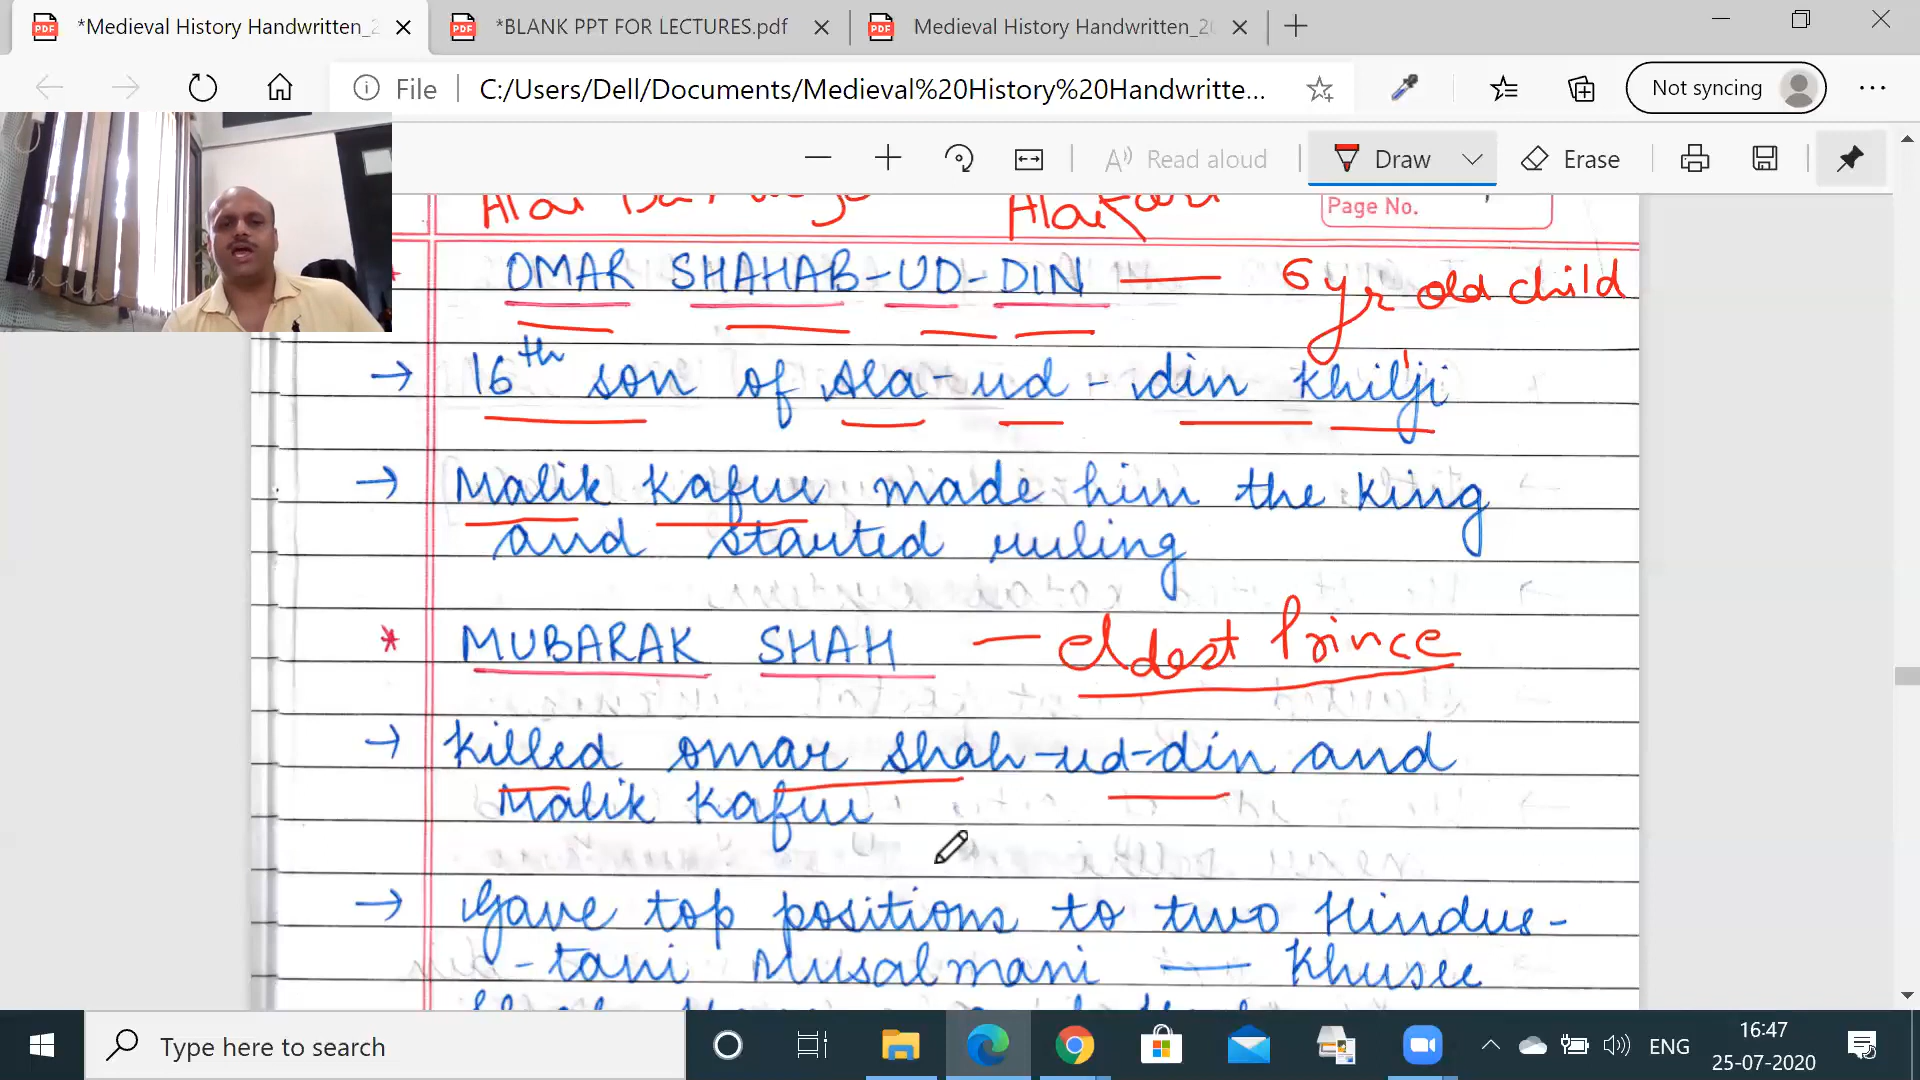 *Medieval History Handwritten_2
*BLANK PPT FOR LECTURES.pdf
Medieval History Handwritten_20
File
C:/Users/Dell/Documents/Medieval%20History%20Handwritte...
Not syncing
Read aloud
Draw
Erase
Page No.
OMAR SHAHAB-UD-DIN — 6 yr old child
→ 16th son of Ala-ud-din Khilji
→ Malik Kafur made him the King
and started ruling
* MUBARAK SHAH — eldest Prince
→ Killed Omar Shah-ud-din and
Malik Kafur
→ Gave top positions to two Hindus-
-tani Musalmani — Khusee
Type here to search
ENG
16:47
25-07-2020